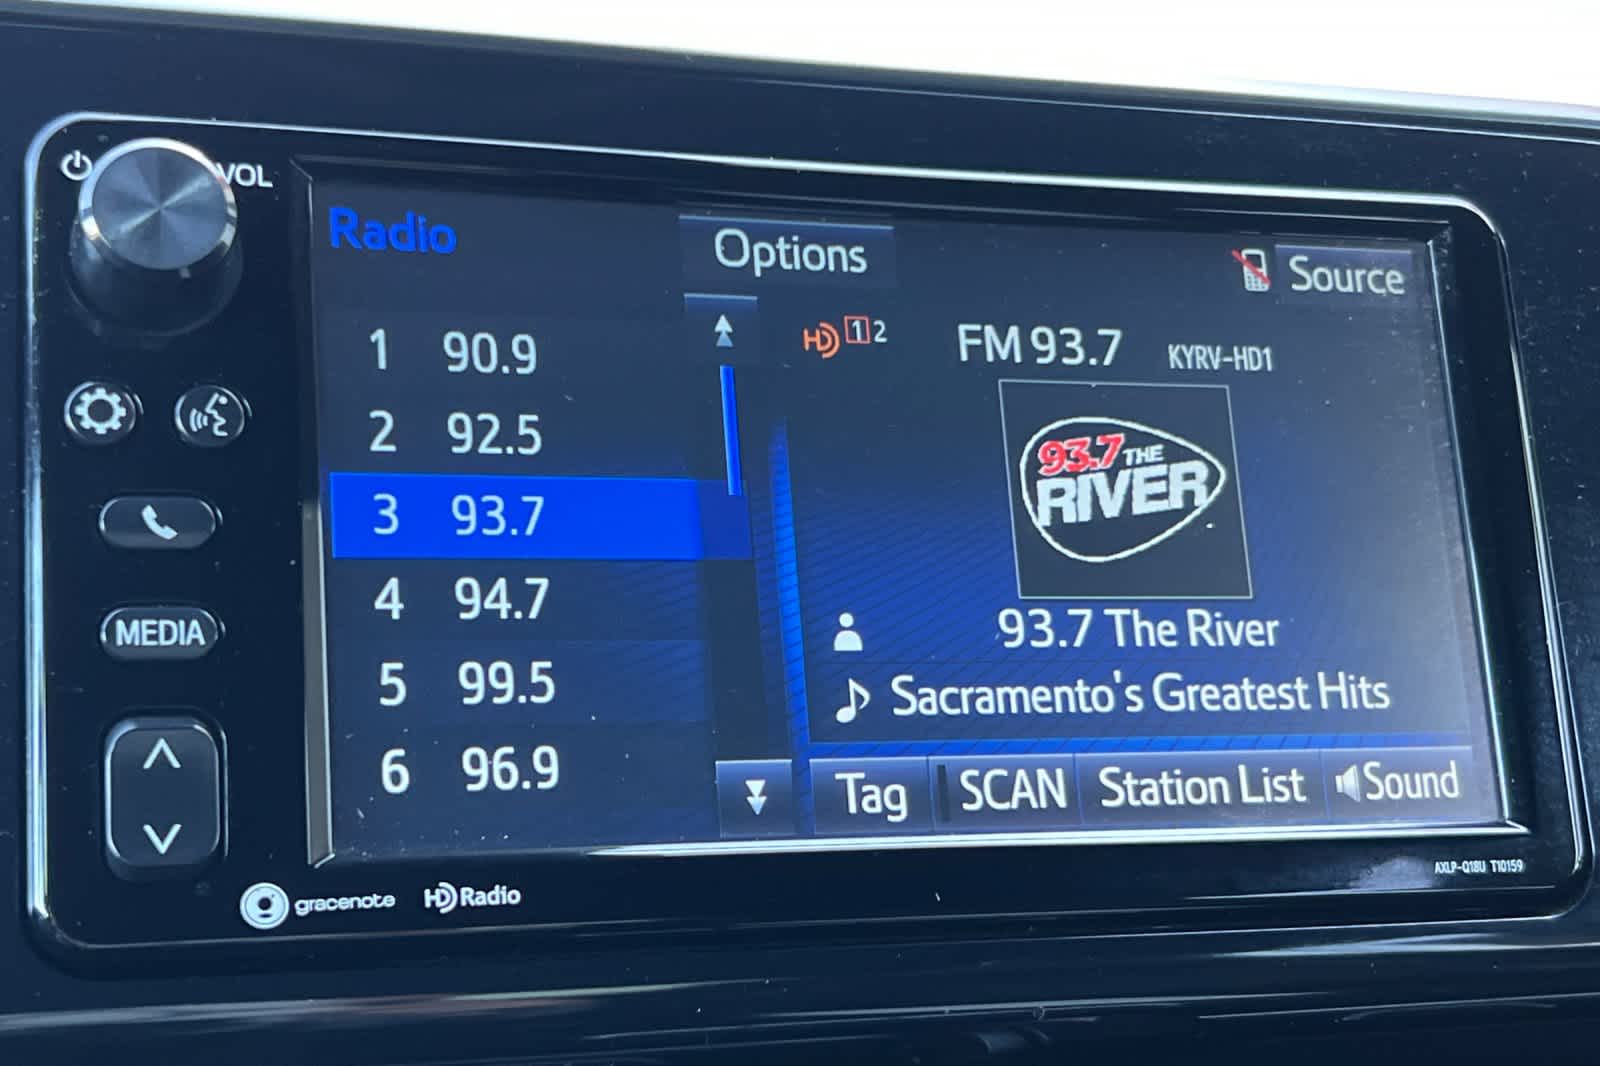 VOL
Radio
Options
Source
1 90.9
2 92.5
3 93.7
4 94.7
5 99.5
6 96.9
HD 1 2
FM 93.7 KYRV-HD1
93.7 THE
RIVER
93.7 The River
Sacramento's Greatest Hits
Tag SCAN Station List Sound
MEDIA
gracenote HD Radio
AXLP-Q18U T10159